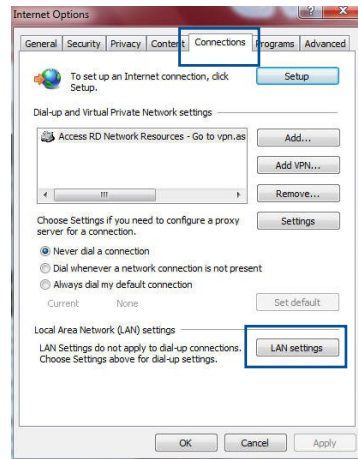 Internet Options
General Security Privacy Content Connections Programs Advanced
To set up an Internet connection, click
Setup.
Setup
Dial-up and Virtual Private Network settings
Access RD Network Resources - Go to vpn.as
Add...
Add VPN...
Remove...
Choose Settings if you need to configure a proxy
server for a connection.
Settings
Never dial a connection
Dial whenever a network connection is not present
Always dial my default connection
Current None
Set default
Local Area Network (LAN) settings
LAN Settings do not apply to dial-up connections.
Choose Settings above for dial-up settings.
LAN settings
OK Cancel Apply